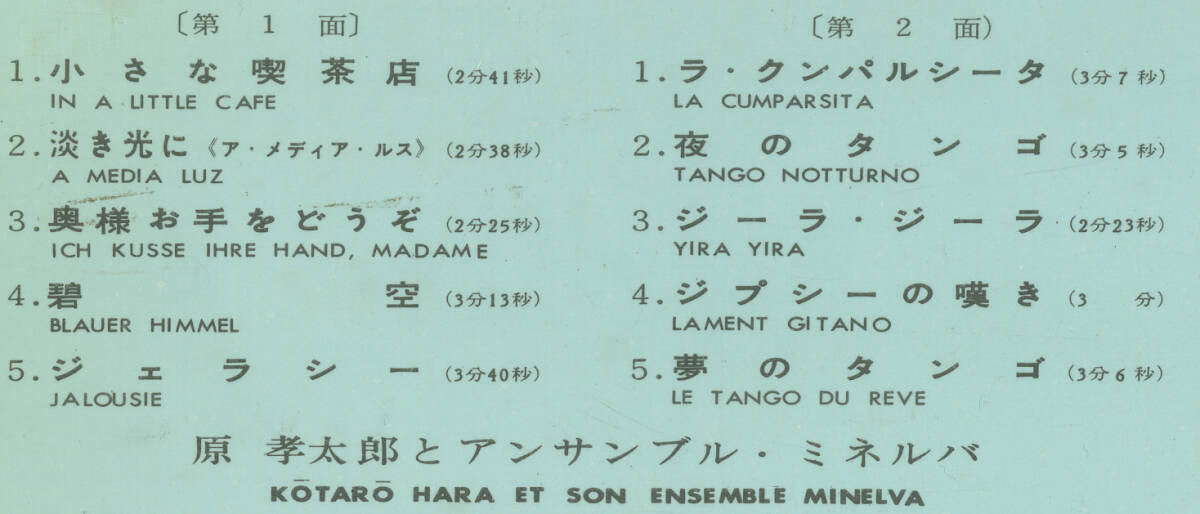 〔第 1 面〕
1. 小さな喫茶店 (2分41秒)
IN A LITTLE CAFE
2. 淡き光に《ア・メディア・ルス》(2分38秒)
A MEDIA LUZ
3. 奥様お手をどうぞ (2分25秒)
ICH KUSSE IHRE HAND, MADAME
4. 碧空 (3分13秒)
BLAUER HIMMEL
5. ジェラシー (3分40秒)
JALOUSIE
〔第 2 面)
1. ラ・クンパルシータ (3分7秒)
LA CUMPARSITA
2. 夜のタンゴ (3分5秒)
TANGO NOTTURNO
3. ジーラ・ジーラ (2分23秒)
YIRA YIRA
4. ジプシーの嘆き (3 分)
LAMENT GITANO
5. 夢のタンゴ (3分6秒)
LE TANGO DU REVE
原 孝太郎とアンサンブル・ミネルバ
KŌTARŌ HARA ET SON ENSEMBLE MINELVA